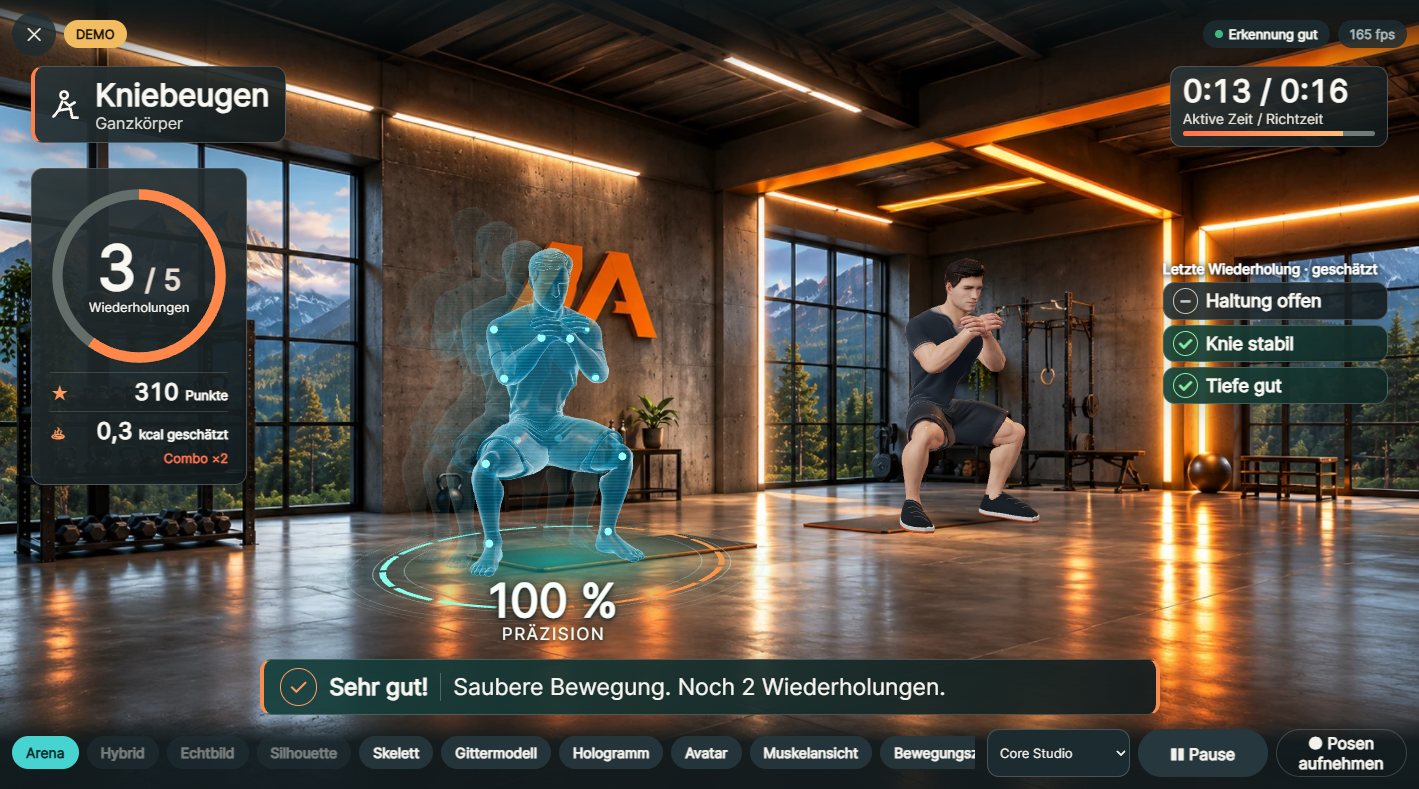 DEMO
Erkennung gut
165 fps
Kniebeugen
Ganzkörper
0:13 / 0:16
Aktive Zeit / Richtzeit
3 / 5
Wiederholungen
310 Punkte
0,3 kcal geschätzt
Combo ×2
Letzte Wiederholung · geschätzt
Haltung offen
Knie stabil
Tiefe gut
100 %
PRÄZISION
Sehr gut! Saubere Bewegung. Noch 2 Wiederholungen.
Arena
Hybrid
Echtbild
Silhouette
Skelett
Gittermodell
Hologramm
Avatar
Muskelansicht
Core Studio
Pause
Posen
aufnehmen